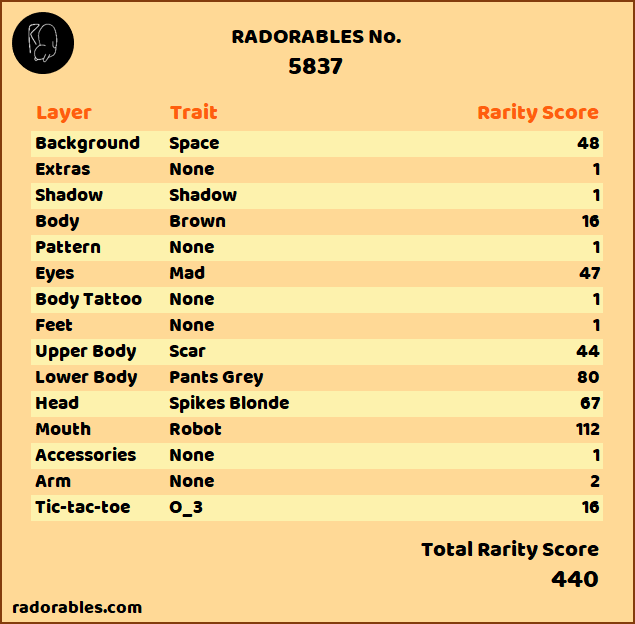 RADORABLES No.
5837
Layer Trait Rarity Score
Background Space 48
Extras None 1
Shadow Shadow 1
Body Brown 16
Pattern None 1
Eyes Mad 47
Body Tattoo None 1
Feet None 1
Upper Body Scar 44
Lower Body Pants Grey 80
Head Spikes Blonde 67
Mouth Robot 112
Accessories None 1
Arm None 2
Tic-tac-toe O_3 16
Total Rarity Score
440
radorables.com